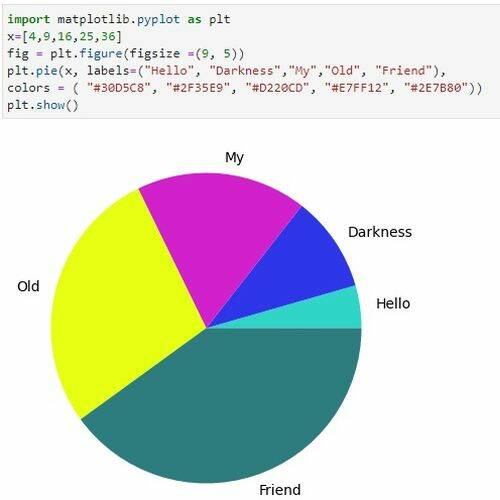 import matplotlib.pyplot as plt
x=[4,9,16,25,36]
fig = plt.figure(figsize =(9, 5))
plt.pie(x, labels=("Hello", "Darkness","My","Old", "Friend"),
colors = ( "#30D5C8", "#2F35E9", "#D220CD", "#E7FF12", "#2E7B80"))
plt.show()
My
Darkness
Old
Hello
Friend